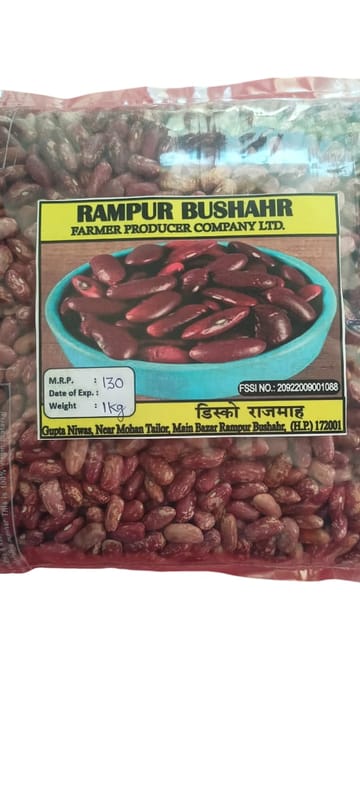 RAMPUR BUSHAHR
FARMER PRODUCER COMPANY LTD.
M.R.P. : 130
Date of Exp. :
Weight : 1kg
FSSI NO.: 20922009001088
डिस्को राजमाह
Gupta Niwas, Near Mohan Tailor, Main Bazar Rampur Bushahr, (H.P.) 172001